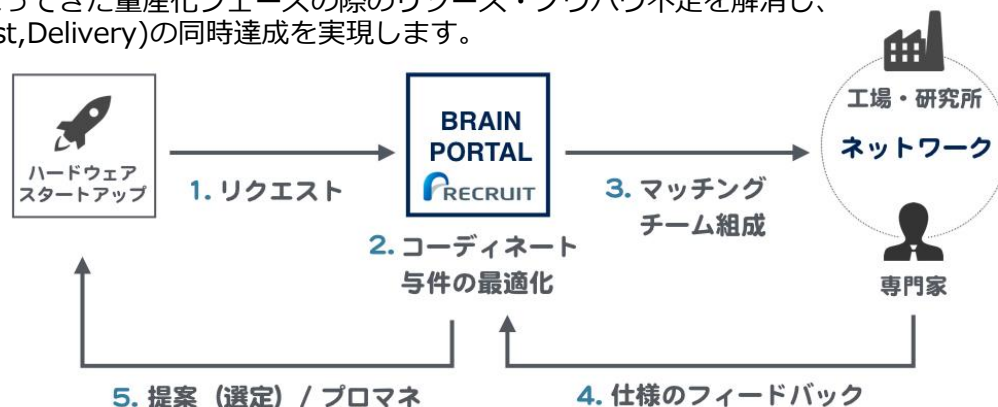 ってきた量産化フェーズの際のリソース・ノウハウ不足を解消し、
st,Delivery)の同時達成を実現します。
ハードウェア
スタートアップ
1. リクエスト
BRAIN
PORTAL
RECRUIT
2. コーディネート
与件の最適化
3. マッチング
チーム組成
工場・研究所
ネットワーク
専門家
4. 仕様のフィードバック
5. 提案（選定）/ プロマネ